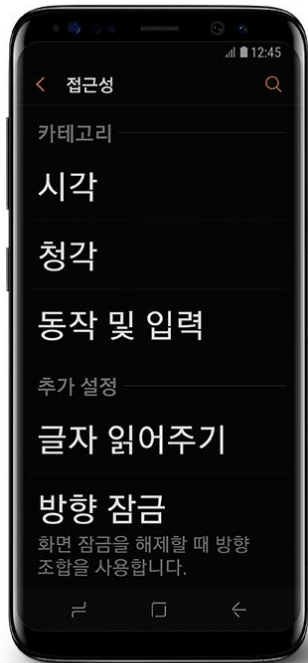 12:45
접근성
카테고리
시각
청각
동작 및 입력
추가 설정
글자 읽어주기
방향 잠금
화면 잠금을 해제할 때 방향
조합을 사용합니다.